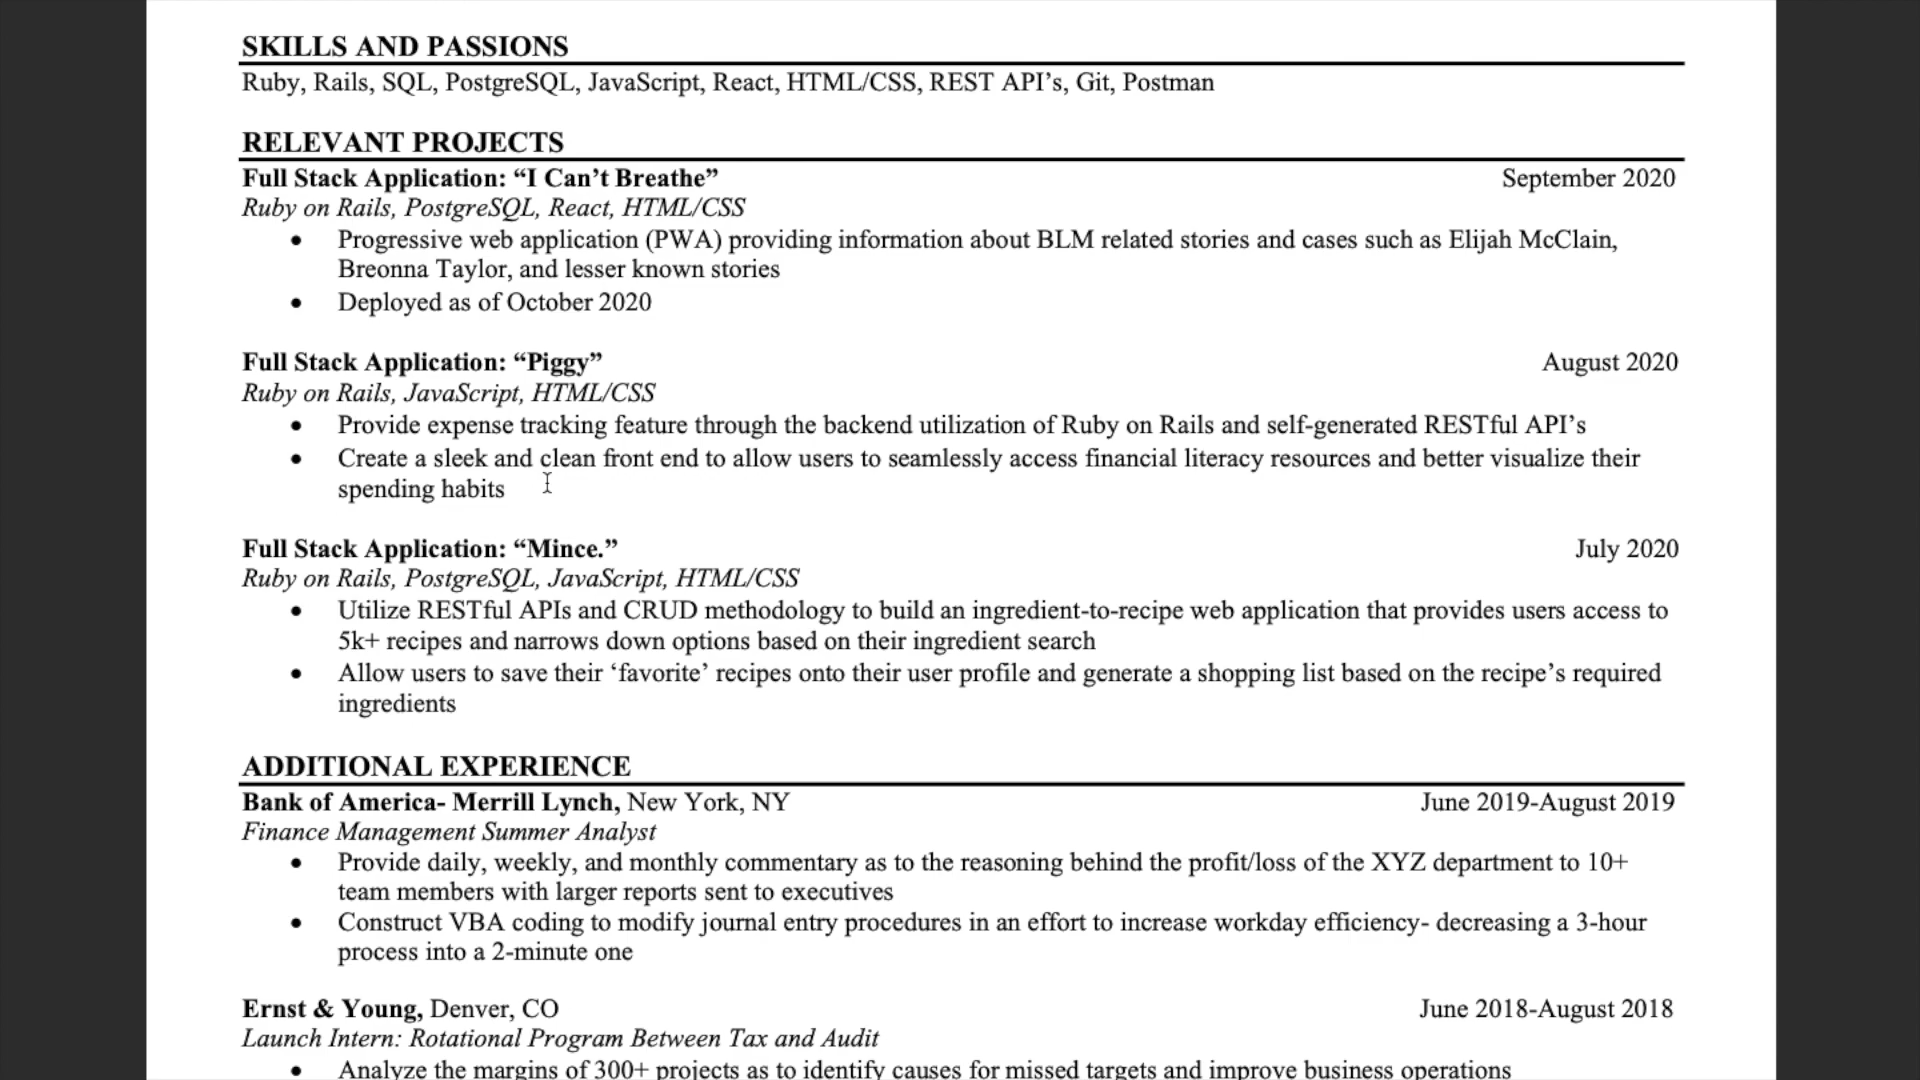 SKILLS AND PASSIONS
Ruby, Rails, SQL, PostgreSQL, JavaScript, React, HTML/CSS, REST API’s, Git, Postman
RELEVANT PROJECTS
Full Stack Application: “I Can’t Breathe” September 2020
Ruby on Rails, PostgreSQL, React, HTML/CSS
• Progressive web application (PWA) providing information about BLM related stories and cases such as Elijah McClain,
Breonna Taylor, and lesser known stories
• Deployed as of October 2020
Full Stack Application: “Piggy” August 2020
Ruby on Rails, JavaScript, HTML/CSS
• Provide expense tracking feature through the backend utilization of Ruby on Rails and self-generated RESTful API’s
• Create a sleek and clean front end to allow users to seamlessly access financial literacy resources and better visualize their
spending habits
Full Stack Application: “Mince.” July 2020
Ruby on Rails, PostgreSQL, JavaScript, HTML/CSS
• Utilize RESTful APIs and CRUD methodology to build an ingredient-to-recipe web application that provides users access to
5k+ recipes and narrows down options based on their ingredient search
• Allow users to save their ‘favorite’ recipes onto their user profile and generate a shopping list based on the recipe’s required
ingredients
ADDITIONAL EXPERIENCE
Bank of America- Merrill Lynch, New York, NY June 2019-August 2019
Finance Management Summer Analyst
• Provide daily, weekly, and monthly commentary as to the reasoning behind the profit/loss of the XYZ department to 10+
team members with larger reports sent to executives
• Construct VBA coding to modify journal entry procedures in an effort to increase workday efficiency- decreasing a 3-hour
process into a 2-minute one
Ernst & Young, Denver, CO June 2018-August 2018
Launch Intern: Rotational Program Between Tax and Audit
• Analyze the margins of 300+ projects as to identify causes for missed targets and improve business operations